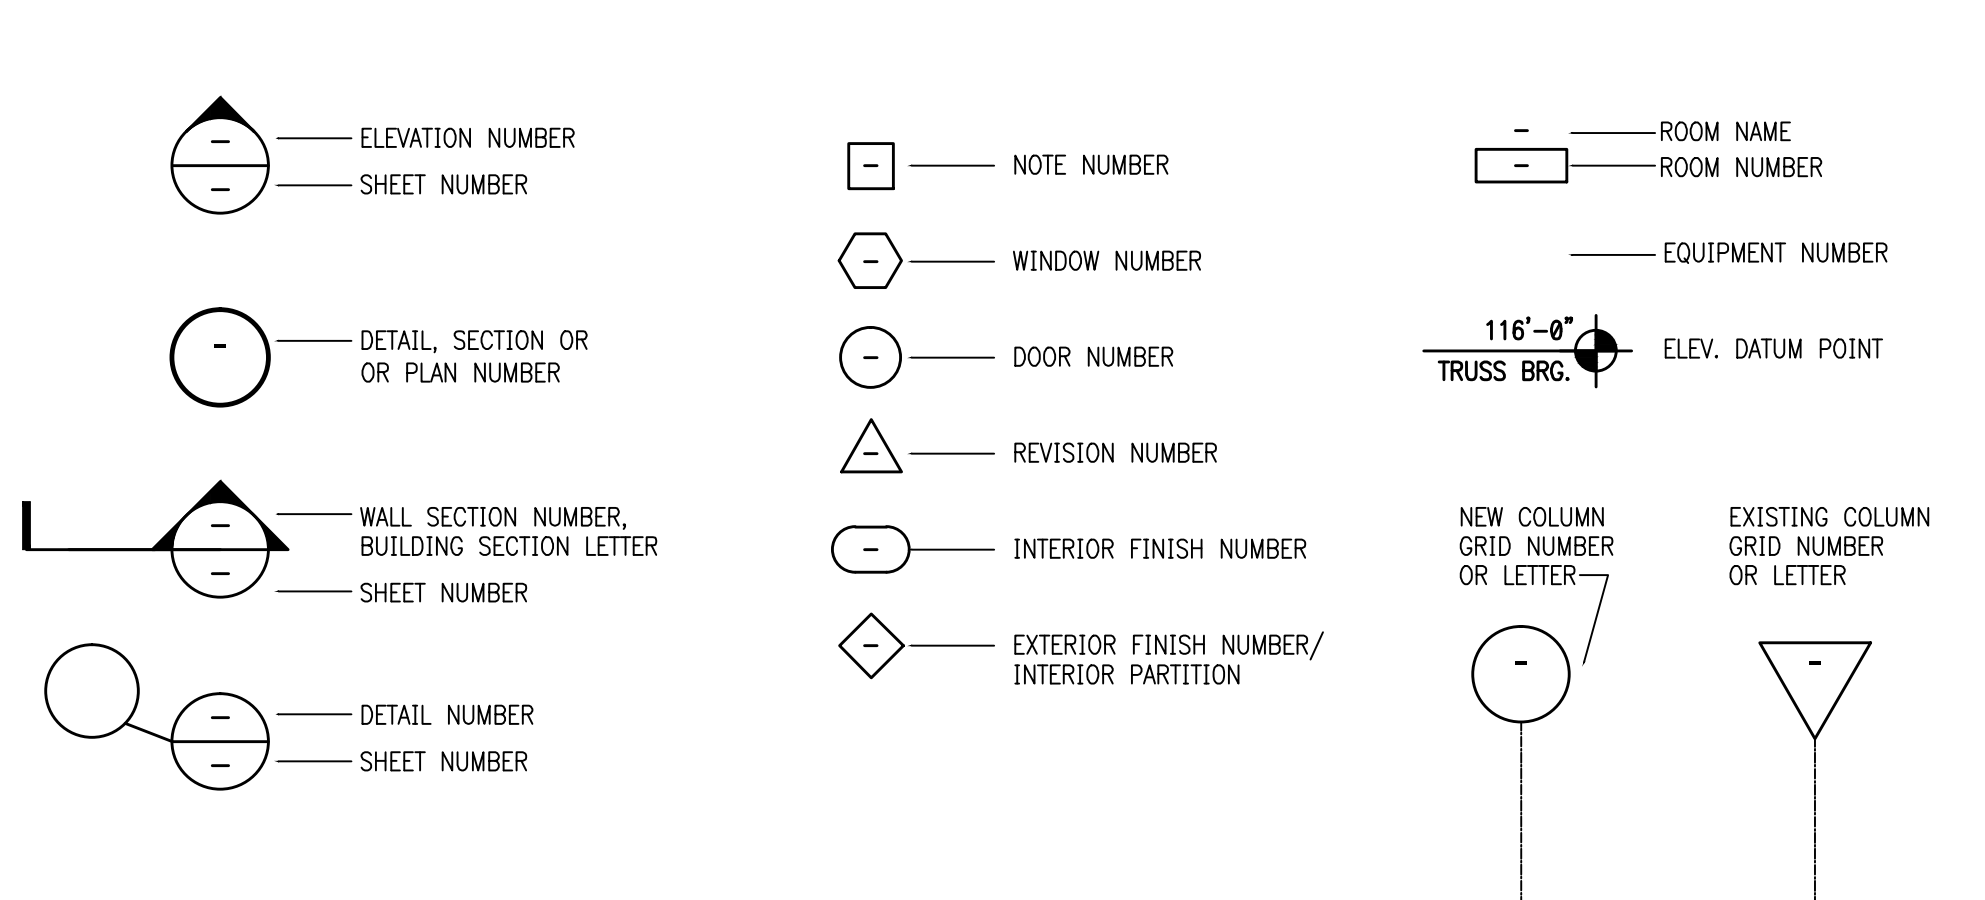 ELEVATION NUMBER
SHEET NUMBER
DETAIL, SECTION OR
OR PLAN NUMBER
WALL SECTION NUMBER,
BUILDING SECTION LETTER
SHEET NUMBER
DETAIL NUMBER
SHEET NUMBER
NOTE NUMBER
WINDOW NUMBER
DOOR NUMBER
REVISION NUMBER
INTERIOR FINISH NUMBER
EXTERIOR FINISH NUMBER/
INTERIOR PARTITION
ROOM NAME
ROOM NUMBER
EQUIPMENT NUMBER
116'-0"
TRUSS BRG.
ELEV. DATUM POINT
NEW COLUMN
GRID NUMBER
OR LETTER
EXISTING COLUMN
GRID NUMBER
OR LETTER